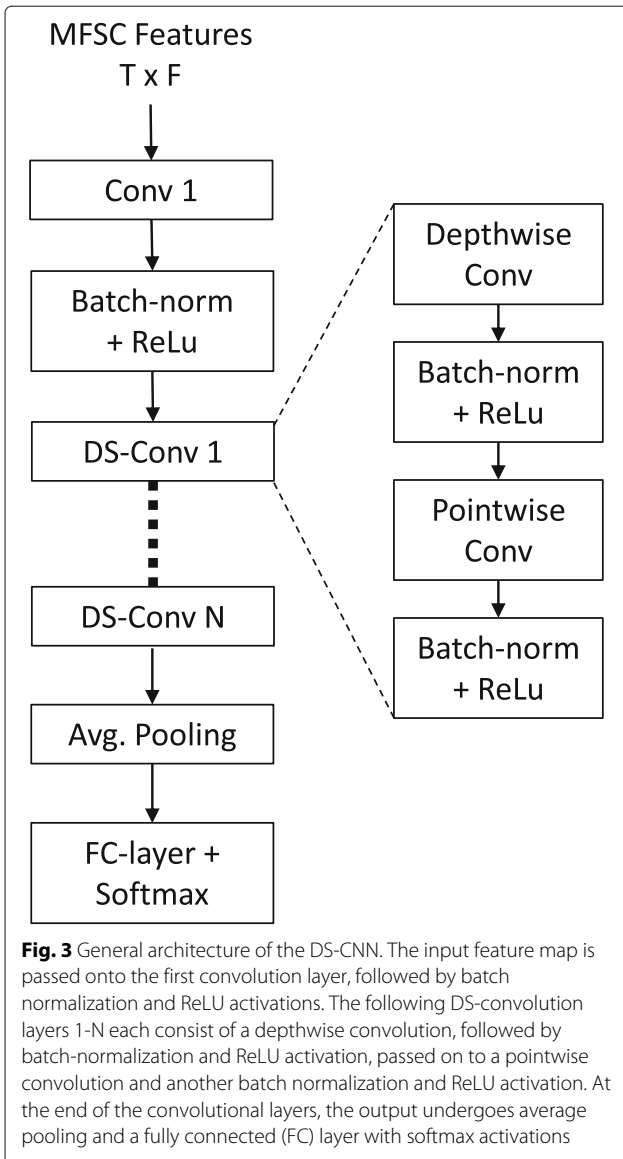 MFSC Features
T x F
Conv 1
Batch-norm
+ ReLu
DS-Conv 1
DS-Conv N
Avg. Pooling
FC-layer +
Softmax
Depthwise
Conv
Batch-norm
+ ReLu
Pointwise
Conv
Batch-norm
+ ReLu
Fig. 3 General architecture of the DS-CNN. The input feature map is
passed onto the first convolution layer, followed by batch
normalization and ReLU activations. The following DS-convolution
layers 1-N each consist of a depthwise convolution, followed by
batch-normalization and ReLU activation, passed on to a pointwise
convolution and another batch normalization and ReLU activation. At
the end of the convolutional layers, the output undergoes average
pooling and a fully connected (FC) layer with softmax activations